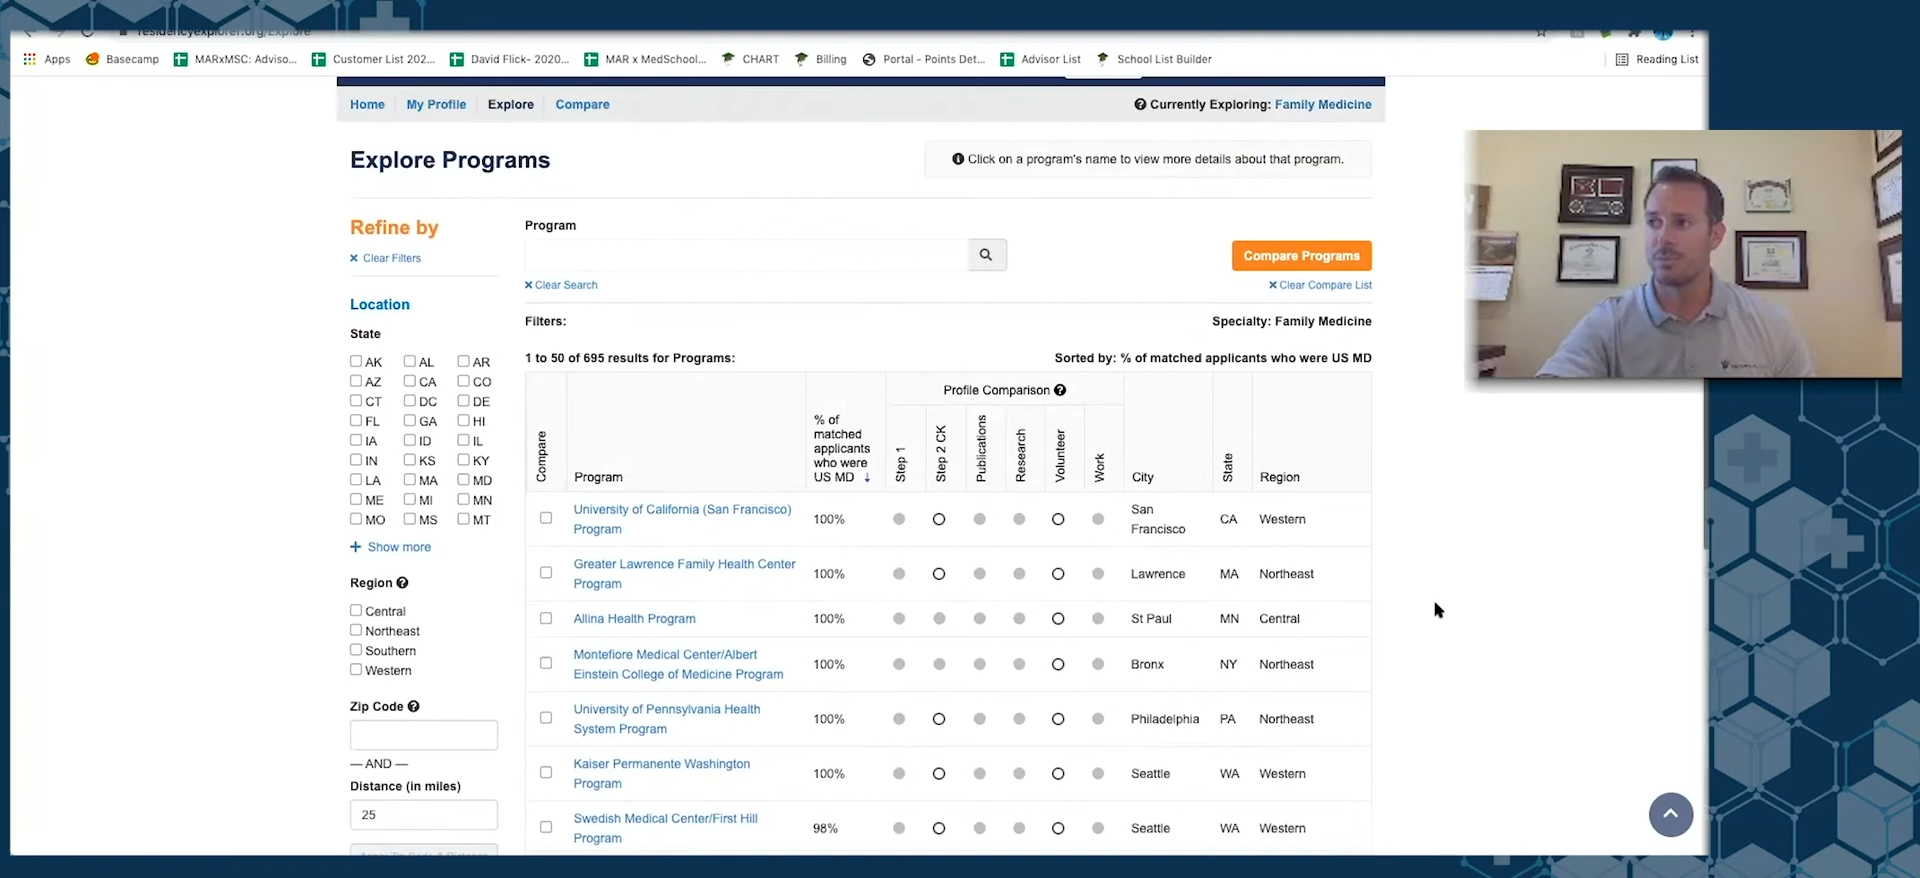 residencyexplorer.org/Explore
Apps Basecamp MARxMSC: Adviso... Customer List 202... David Flick- 2020... MAR x MedSchool... CHART Billing Portal - Points Det... Advisor List School List Builder Reading List
Home My Profile Explore Compare Currently Exploring: Family Medicine
Explore Programs
Click on a program's name to view more details about that program.
Refine by
Clear Filters
Location
State
AK AL AR
AZ CA CO
CT DC DE
FL GA HI
IA ID IL
IN KS KY
LA MA MD
ME MI MN
MO MS MT
Show more
Region
Central
Northeast
Southern
Western
Zip Code
— AND —
Distance (in miles)
25
Program
Compare Programs
Clear Search
Clear Compare List
Filters:
Specialty: Family Medicine
1 to 50 of 695 results for Programs:
Sorted by: % of matched applicants who were US MD
Profile Comparison
Compare
Program
% of
matched
applicants
who were
US MD ↓
Step 1
Step 2 CK
Publications
Research
Volunteer
Work
City
State
Region
University of California (San Francisco)
Program
100%
San
Francisco
CA
Western
Greater Lawrence Family Health Center
Program
100%
Lawrence
MA
Northeast
Allina Health Program
100%
St Paul
MN
Central
Montefiore Medical Center/Albert
Einstein College of Medicine Program
100%
Bronx
NY
Northeast
University of Pennsylvania Health
System Program
100%
Philadelphia
PA
Northeast
Kaiser Permanente Washington
Program
100%
Seattle
WA
Western
Swedish Medical Center/First Hill
Program
98%
Seattle
WA
Western